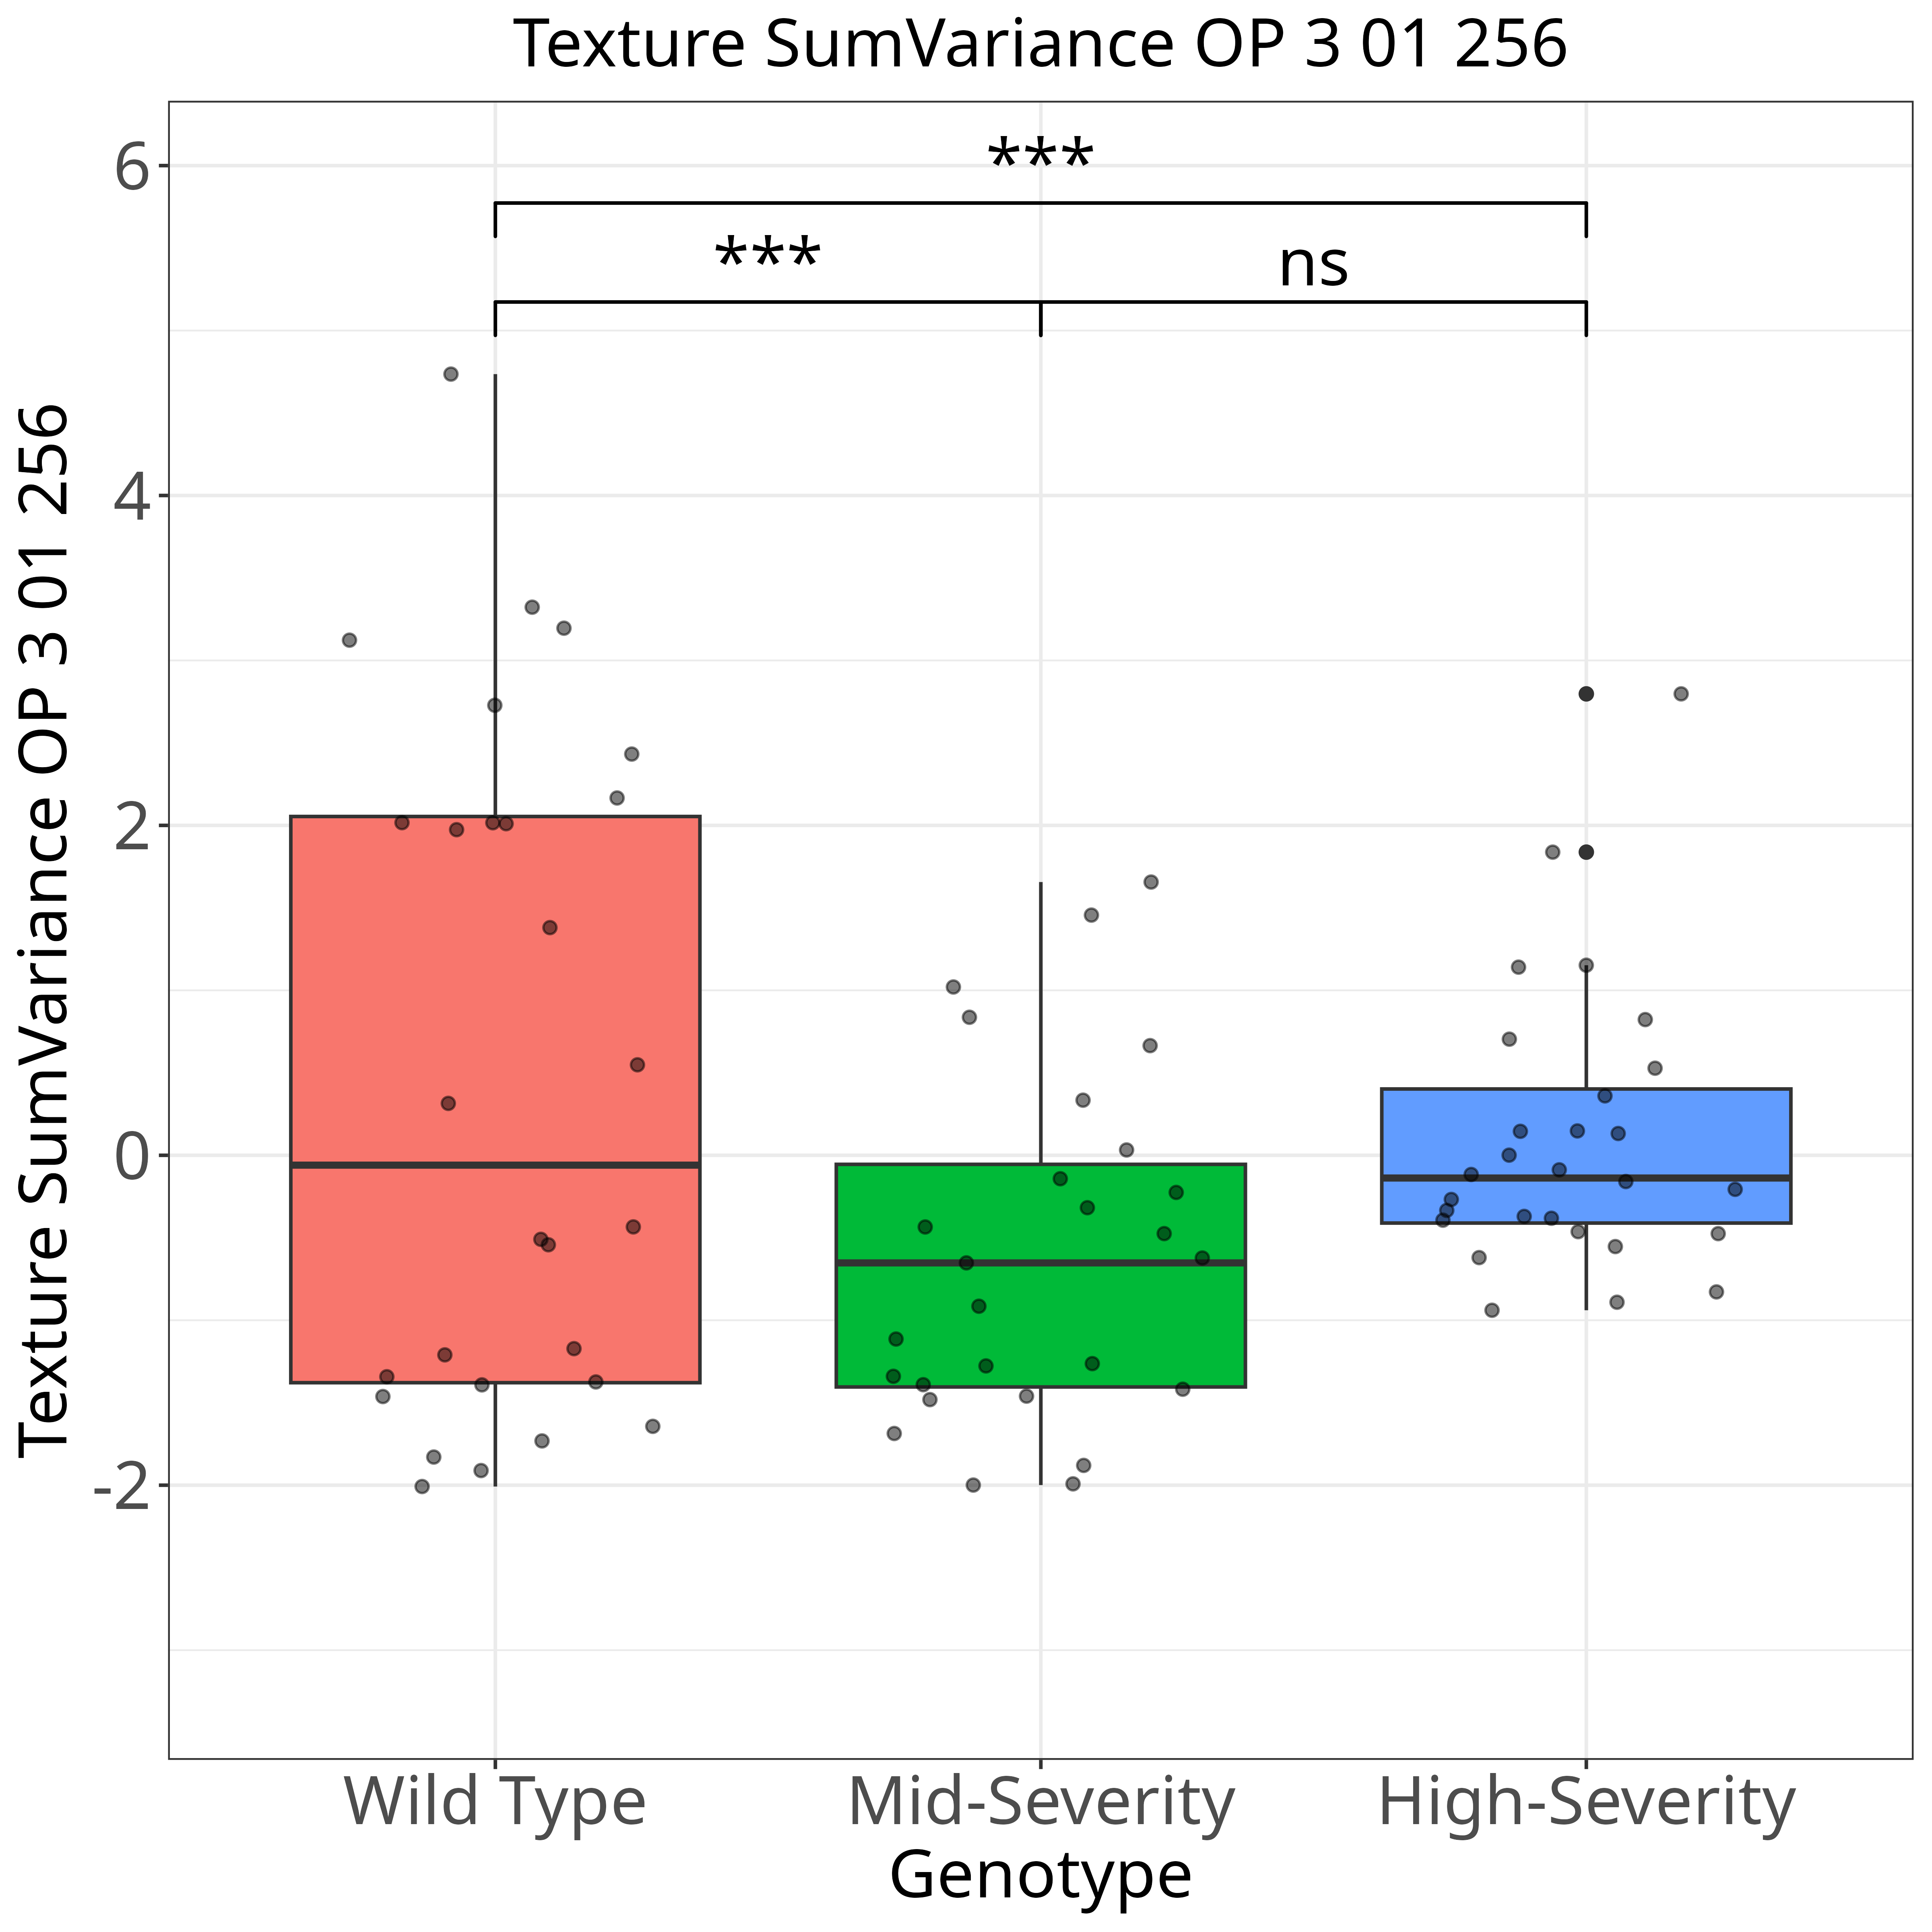 Texture SumVariance OP 3 01 256
Texture SumVariance OP 3 01 256
6
4
2
0
-2
***
***
ns
Wild Type
Mid-Severity
High-Severity
Genotype